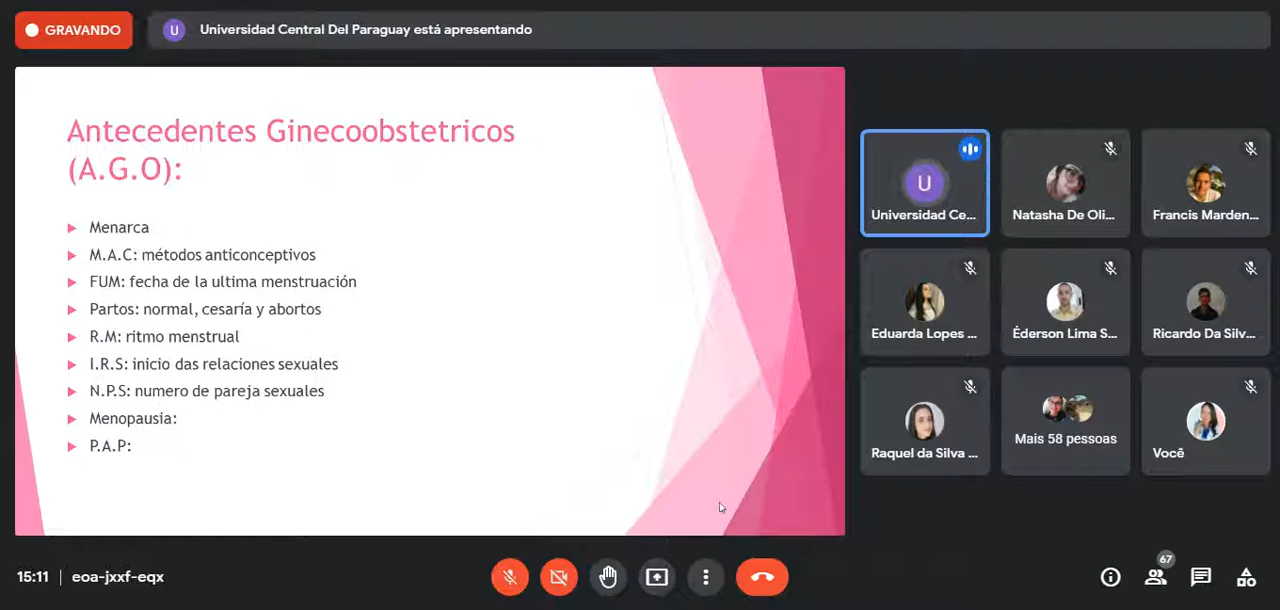 GRAVANDO
U
Universidad Central Del Paraguay está apresentando
Antecedentes Ginecoobstetricos
(A.G.O):
Menarca
M.A.C: métodos anticonceptivos
FUM: fecha de la ultima menstruación
Partos: normal, cesaría y abortos
R.M: ritmo menstrual
I.R.S: inicio das relaciones sexuales
N.P.S: numero de pareja sexuales
Menopausia:
P.A.P:
U
Universidad Ce...
Natasha De Oli...
Francis Marden...
Eduarda Lopes ...
Éderson Lima S...
Ricardo Da Silv...
Raquel da Silva ...
Mais 58 pessoas
Você
15:11 | eoa-jxxf-eqx
67